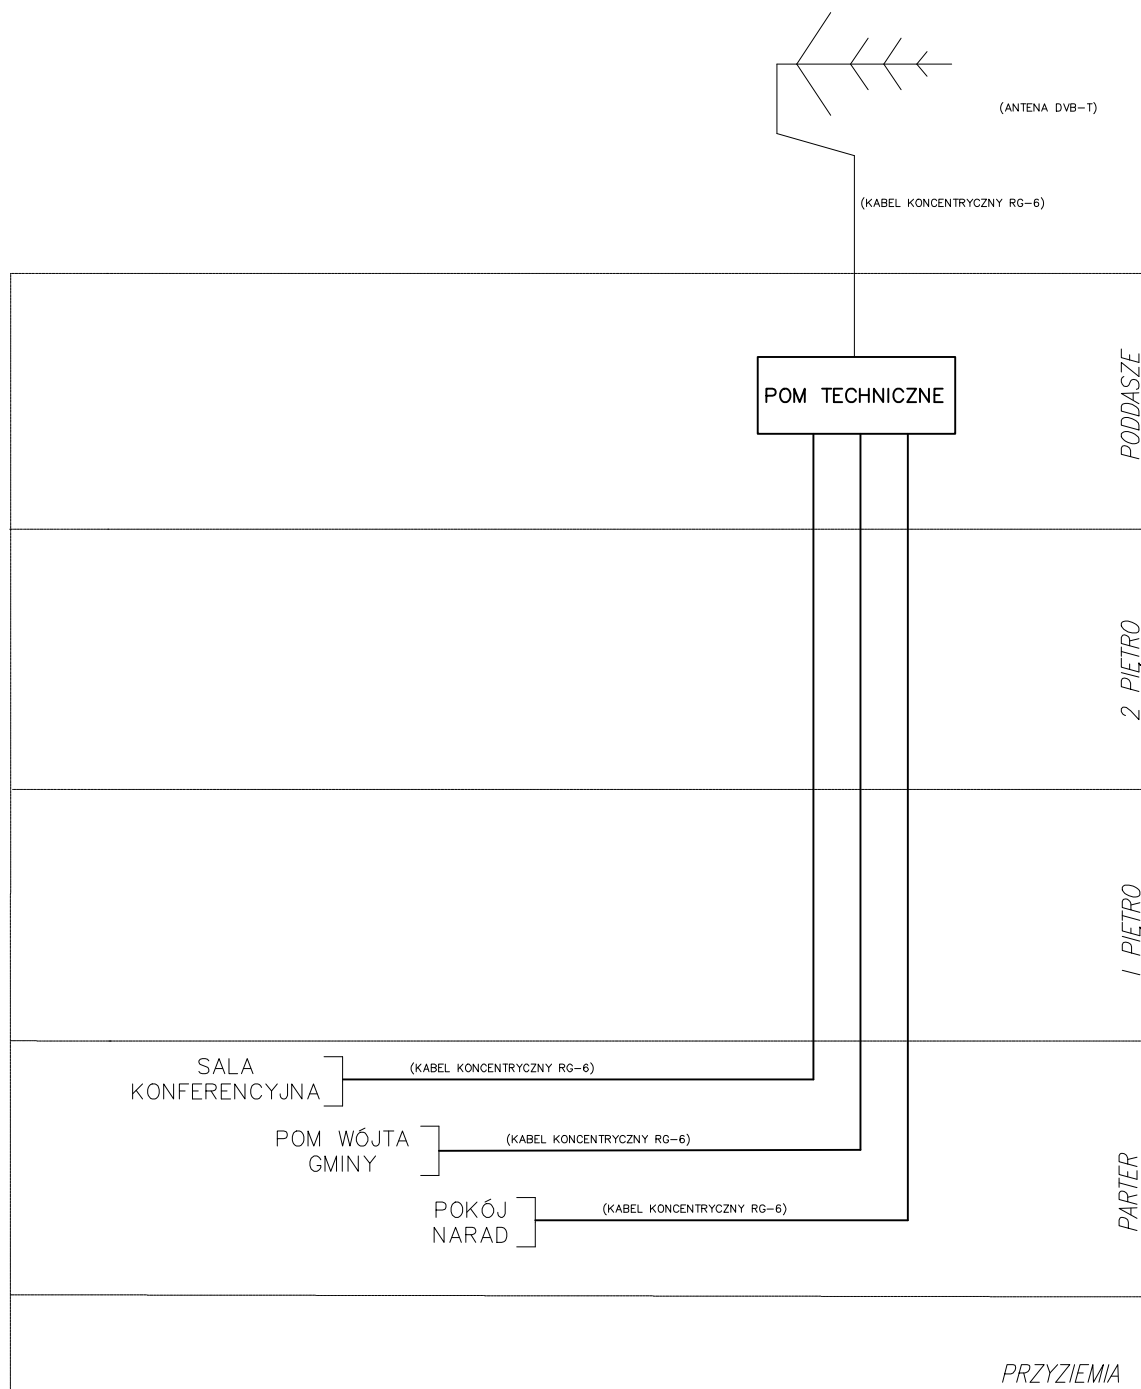 (ANTENA DVB-T)
(KABEL KONCENTRYCZNY RG-6)
POM TECHNICZNE
PODDASZE
2 PIĘTRO
1 PIĘTRO
SALA
KONFERENCYJNA
(KABEL KONCENTRYCZNY RG-6)
POM WÓJTA
GMINY
(KABEL KONCENTRYCZNY RG-6)
POKÓJ
NARAD
(KABEL KONCENTRYCZNY RG-6)
PARTER
PRZYZIEMIA